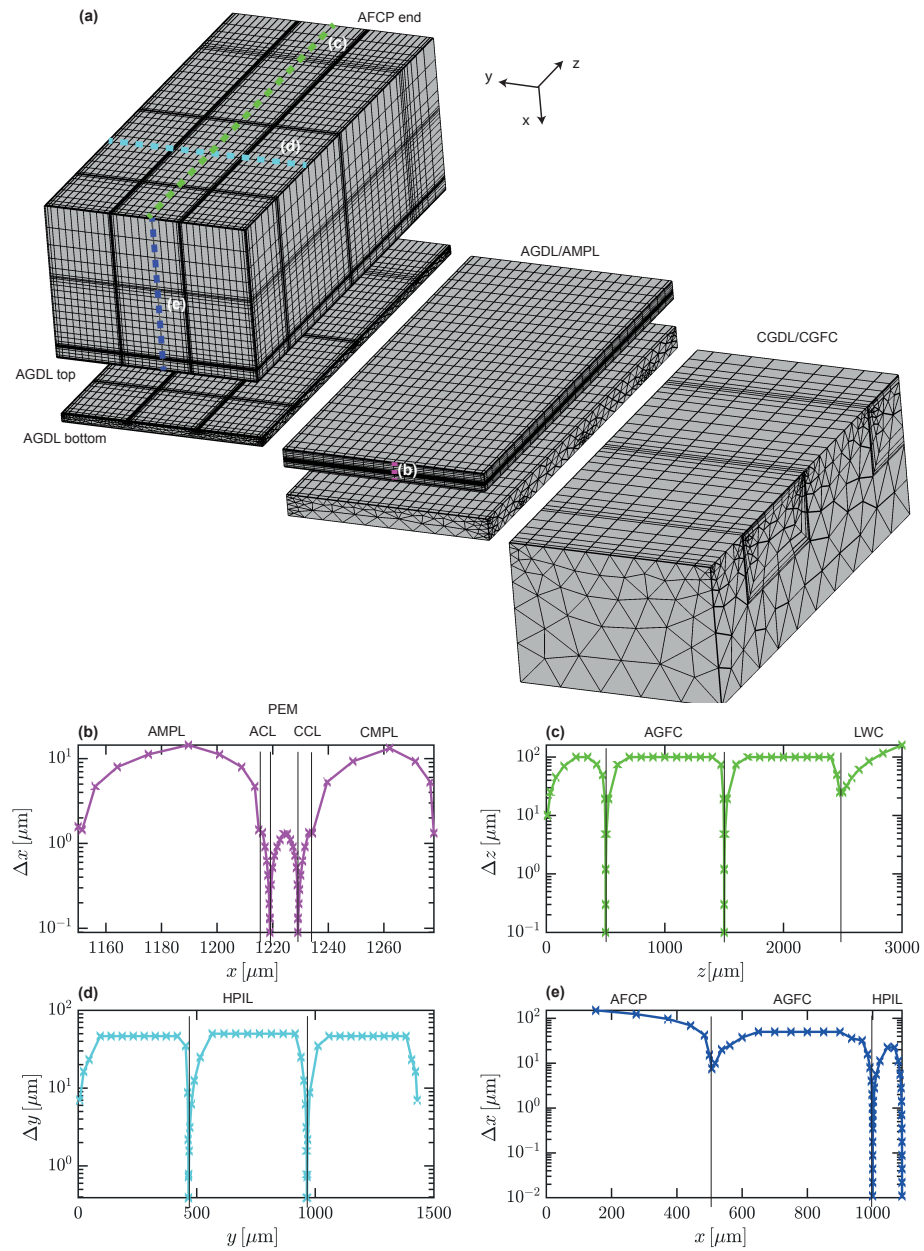 (a)
AFCP end
(c)
y
z
x
(d)
AGDL/AMPL
(e)
CGDL/CGFC
AGDL top
AGDL bottom
(b)
PEM
(b)
AMPL
ACL
CCL
CMPL
10¹
10⁰
10⁻¹
Δx [μm]
1160
1180
1200
1220
1240
1260
x [μm]
(c)
AGFC
LWC
10²
10¹
10⁰
10⁻¹
Δz [μm]
0
1000
2000
3000
z[μm]
(d)
HPIL
10²
10¹
10⁰
Δy [μm]
0
500
1000
1500
y [μm]
(e)
AFCP
AGFC
HPIL
10²
10¹
10⁰
10⁻¹
10⁻²
Δx [μm]
0
200
400
600
800
1000
x [μm]